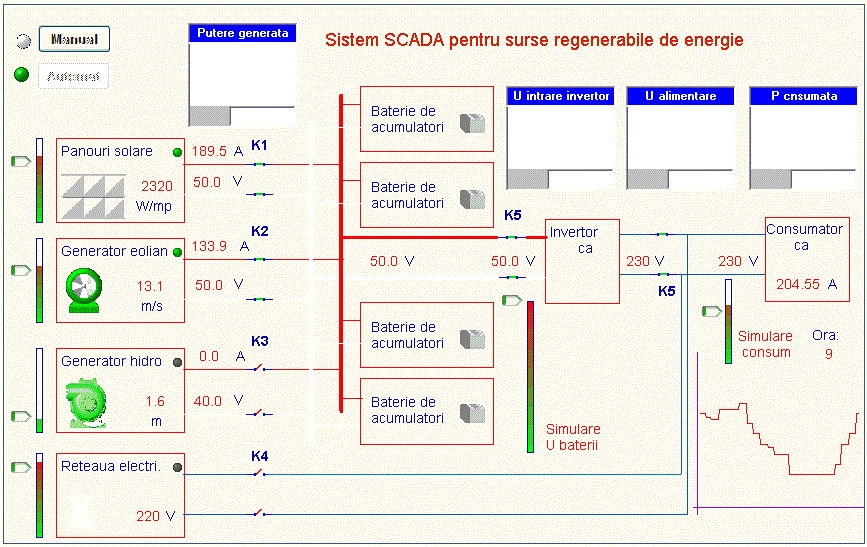 Manual
Automat
Putere generata
Sistem SCADA pentru surse regenerabile de energie
U intrare invertor
U alimentare
P cnsumata
Baterie de
acumulatori
Baterie de
acumulatori
Panouri solare
2320
W/mp
189.5 A
50.0 V
K1
Generator eolian
13.1
m/s
133.9 A
50.0 V
K2
50.0 V
K5
50.0 V
Invertor
ca
230 V
K5
230 V
Consumator
ca
204.55 A
Generator hidro
1.6
m
0.0 A
40.0 V
K3
Baterie de
acumulatori
Baterie de
acumulatori
Simulare
U baterii
Simulare
consum
Ora:
9
Reteaua electri.
220 V
K4